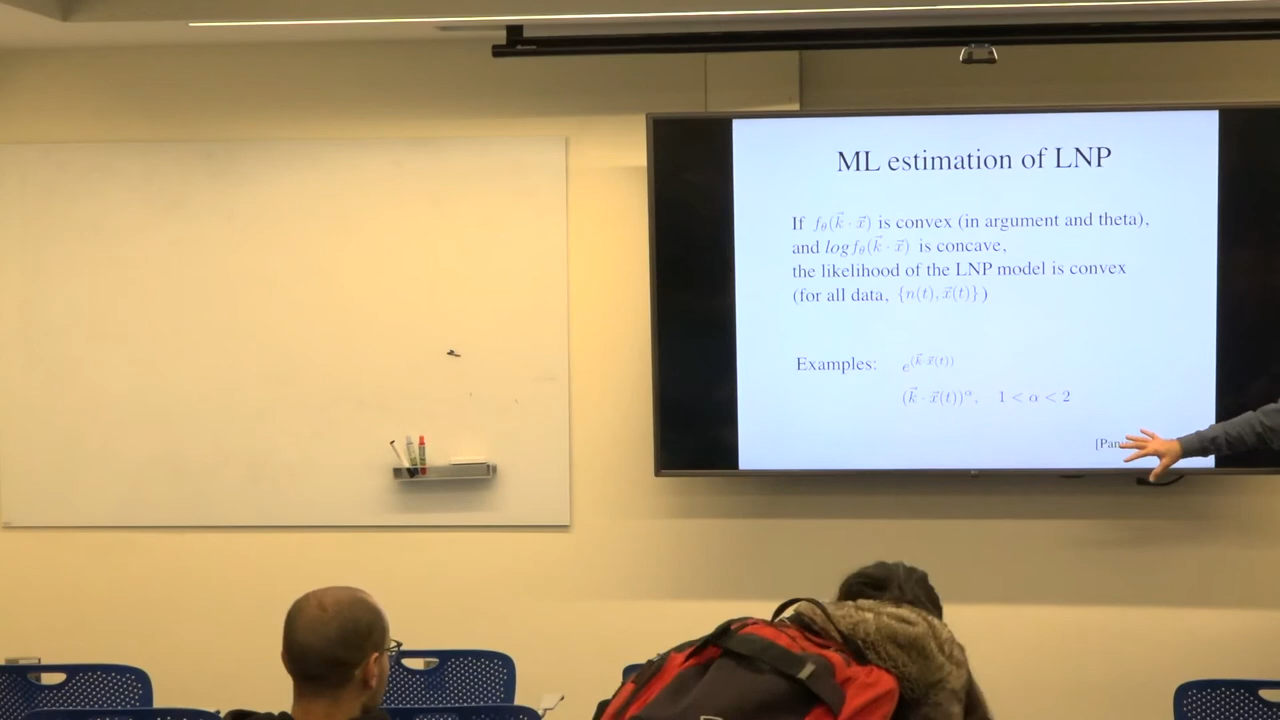 ML estimation of LNP
If f_θ(k⃗ · x⃗) is convex (in argument and theta),
and log f_θ(k⃗ · x⃗) is concave,
the likelihood of the LNP model is convex
(for all data, {n(t), x⃗(t)})
Examples: e^(k⃗·x⃗(t))
(k⃗ · x⃗(t))^α, 1 < α < 2